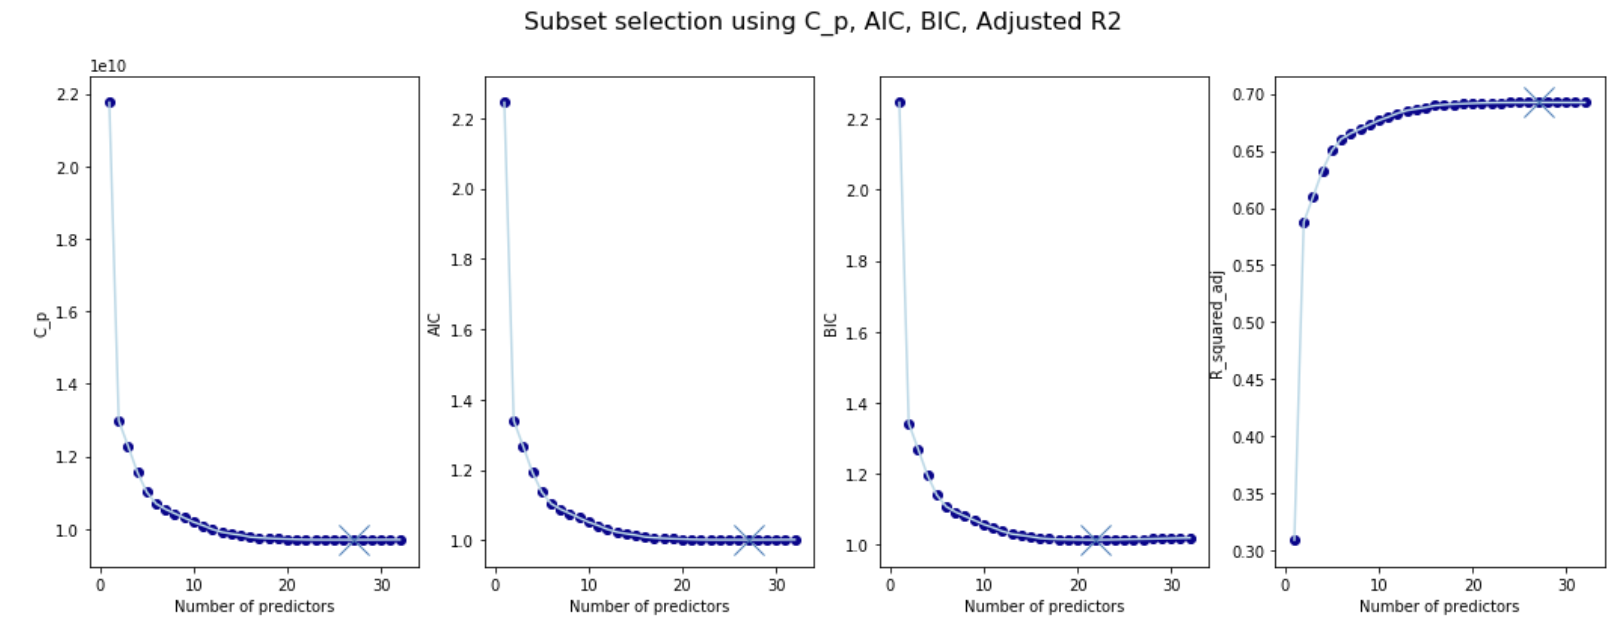 Subset selection using C_p, AIC, BIC, Adjusted R2
1e10
2.2
2.0
1.8
1.6
1.4
1.2
1.0
C_p
0 10 20 30
Number of predictors
2.2
2.0
1.8
1.6
1.4
1.2
1.0
AIC
0 10 20 30
Number of predictors
2.2
2.0
1.8
1.6
1.4
1.2
1.0
BIC
0 10 20 30
Number of predictors
0.70
0.65
0.60
0.55
0.50
0.45
0.40
0.35
0.30
R_squared_adj
0 10 20 30
Number of predictors